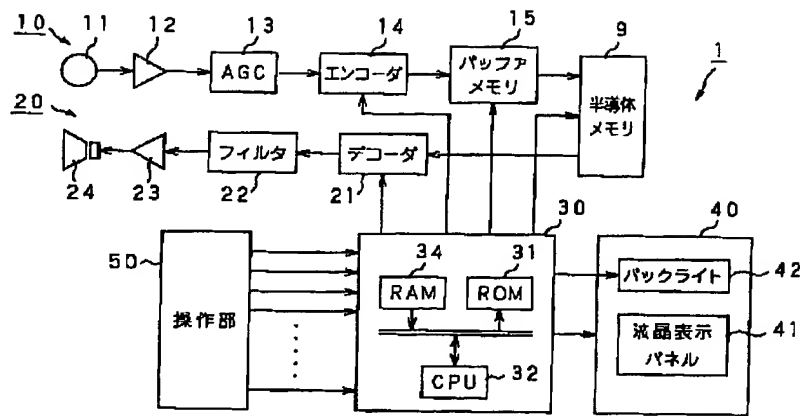 10
11
12
13
14
15
9
1
AGC
エンコーダ
バッファ
メモリ
半導体
メモリ
20
24
23
フィルタ
22
デコーダ
21
30
40
50
操作部
34
31
RAM
ROM
CPU
32
バックライト
42
液晶表示
パネル
41